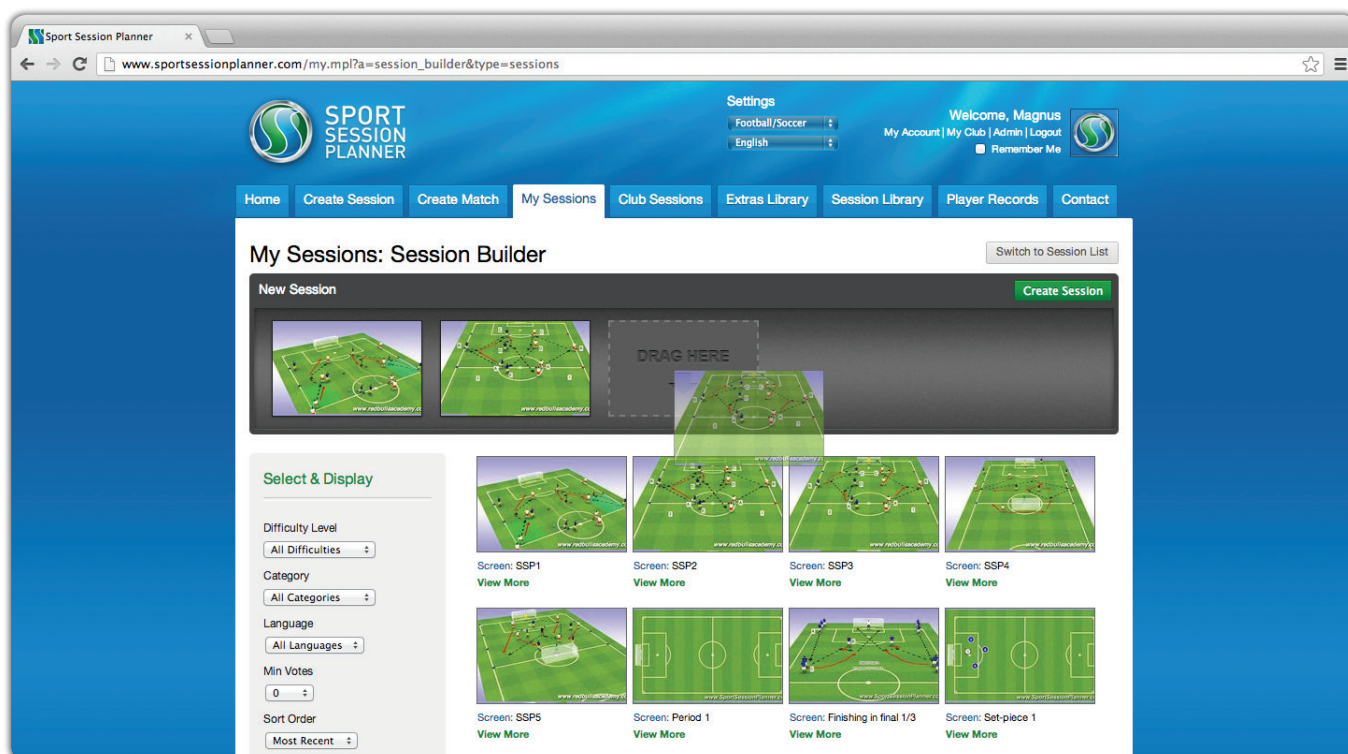 Sport Session Planner
www.sportsessionplanner.com/my.mpl?a=session_builder&type=sessions
SPORT
SESSION
PLANNER
Settings
Football/Soccer
English
Welcome, Magnus
My Account | My Club | Admin | Logout
Remember Me
Home Create Session Create Match My Sessions Club Sessions Extras Library Session Library Player Records Contact
My Sessions: Session Builder
Switch to Session List
New Session
Create Session
DRAG HERE
Select & Display
Difficulty Level
All Difficulties
Category
All Categories
Language
All Languages
Min Votes
0
Sort Order
Most Recent
Screen: SSP1 Screen: SSP2 Screen: SSP3 Screen: SSP4
View More View More View More View More
Screen: SSP5 Screen: Period 1 Screen: Finishing in final 1/3 Screen: Set-piece 1
View More View More View More View More